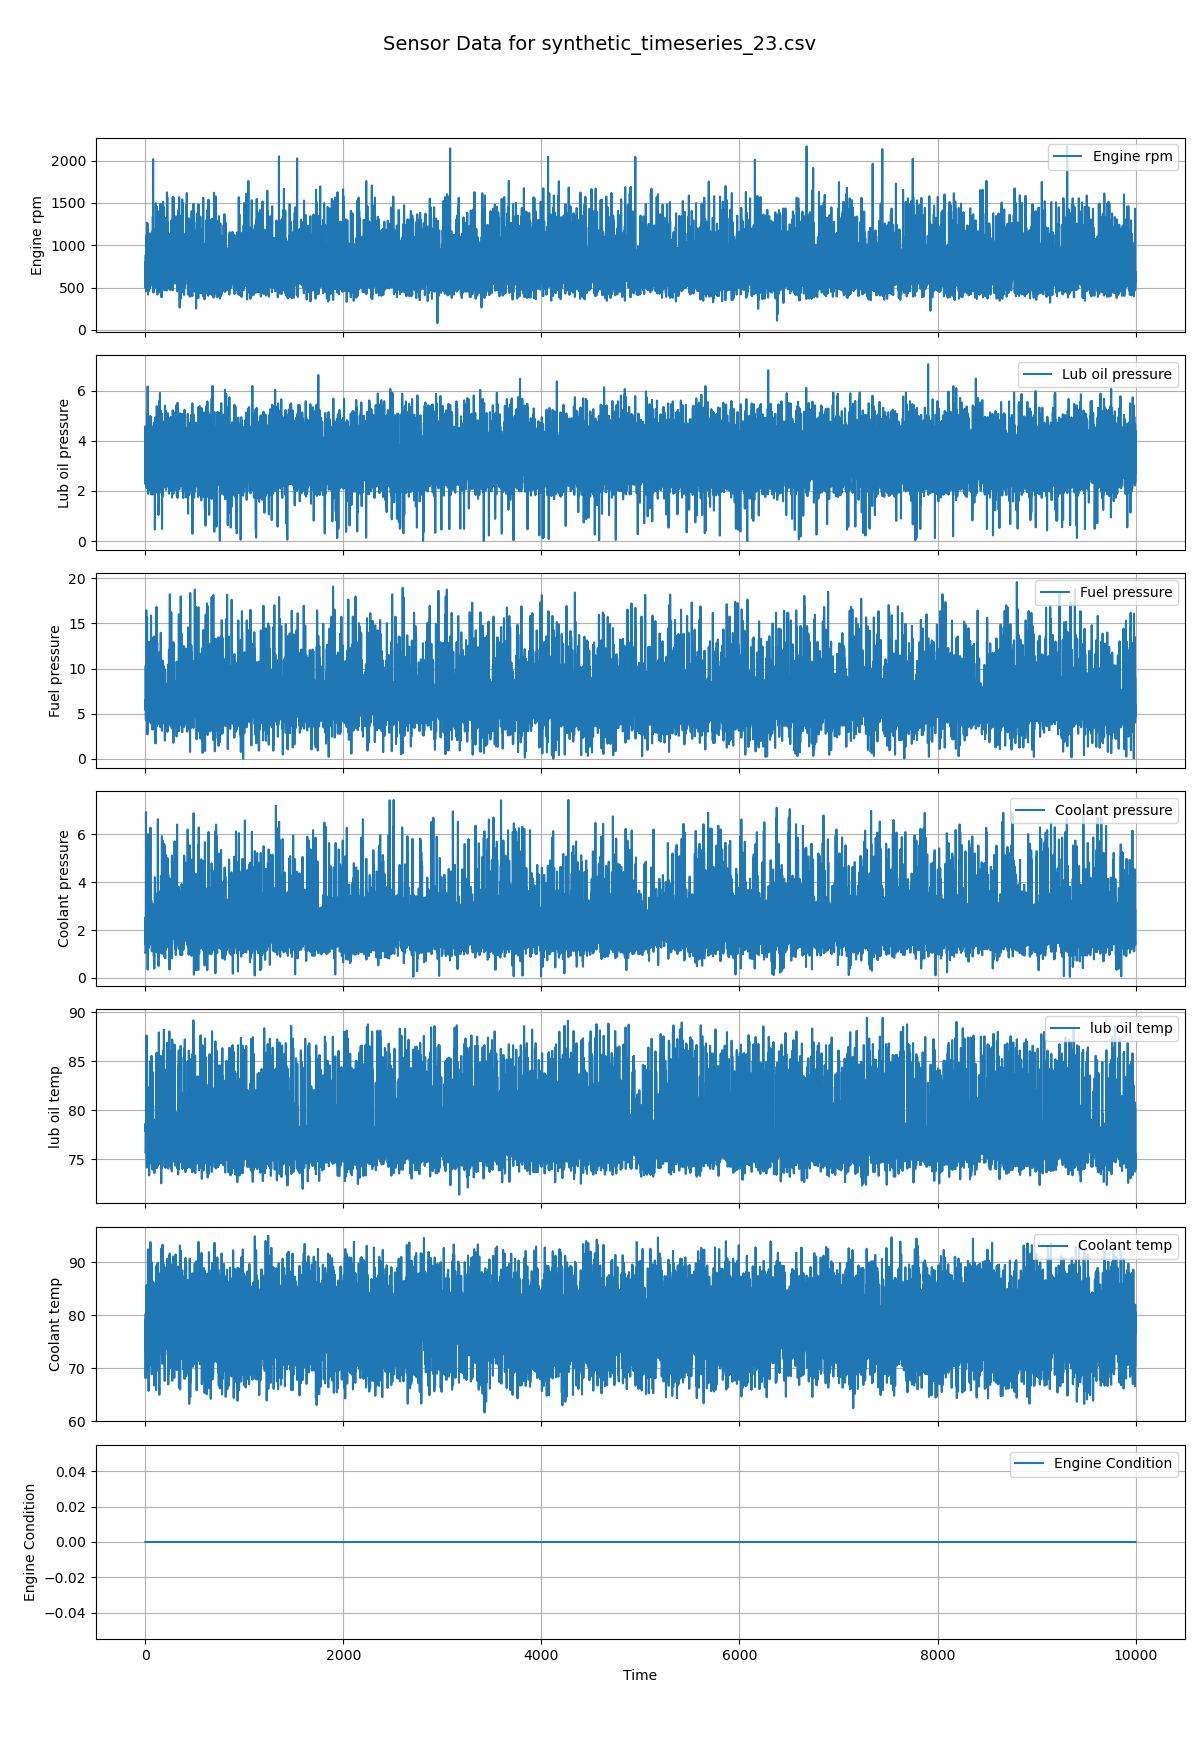 Sensor Data for synthetic_timeseries_23.csv
Engine rpm
2000
1500
1000
500
0
Engine rpm
Lub oil pressure
6
4
2
0
Lub oil pressure
Fuel pressure
20
15
10
5
0
Fuel pressure
Coolant pressure
6
4
2
0
Coolant pressure
lub oil temp
90
85
80
75
lub oil temp
Coolant temp
90
80
70
60
Coolant temp
Engine Condition
0.04
0.02
0.00
−0.02
−0.04
Engine Condition
0 2000 4000 6000 8000 10000
Time